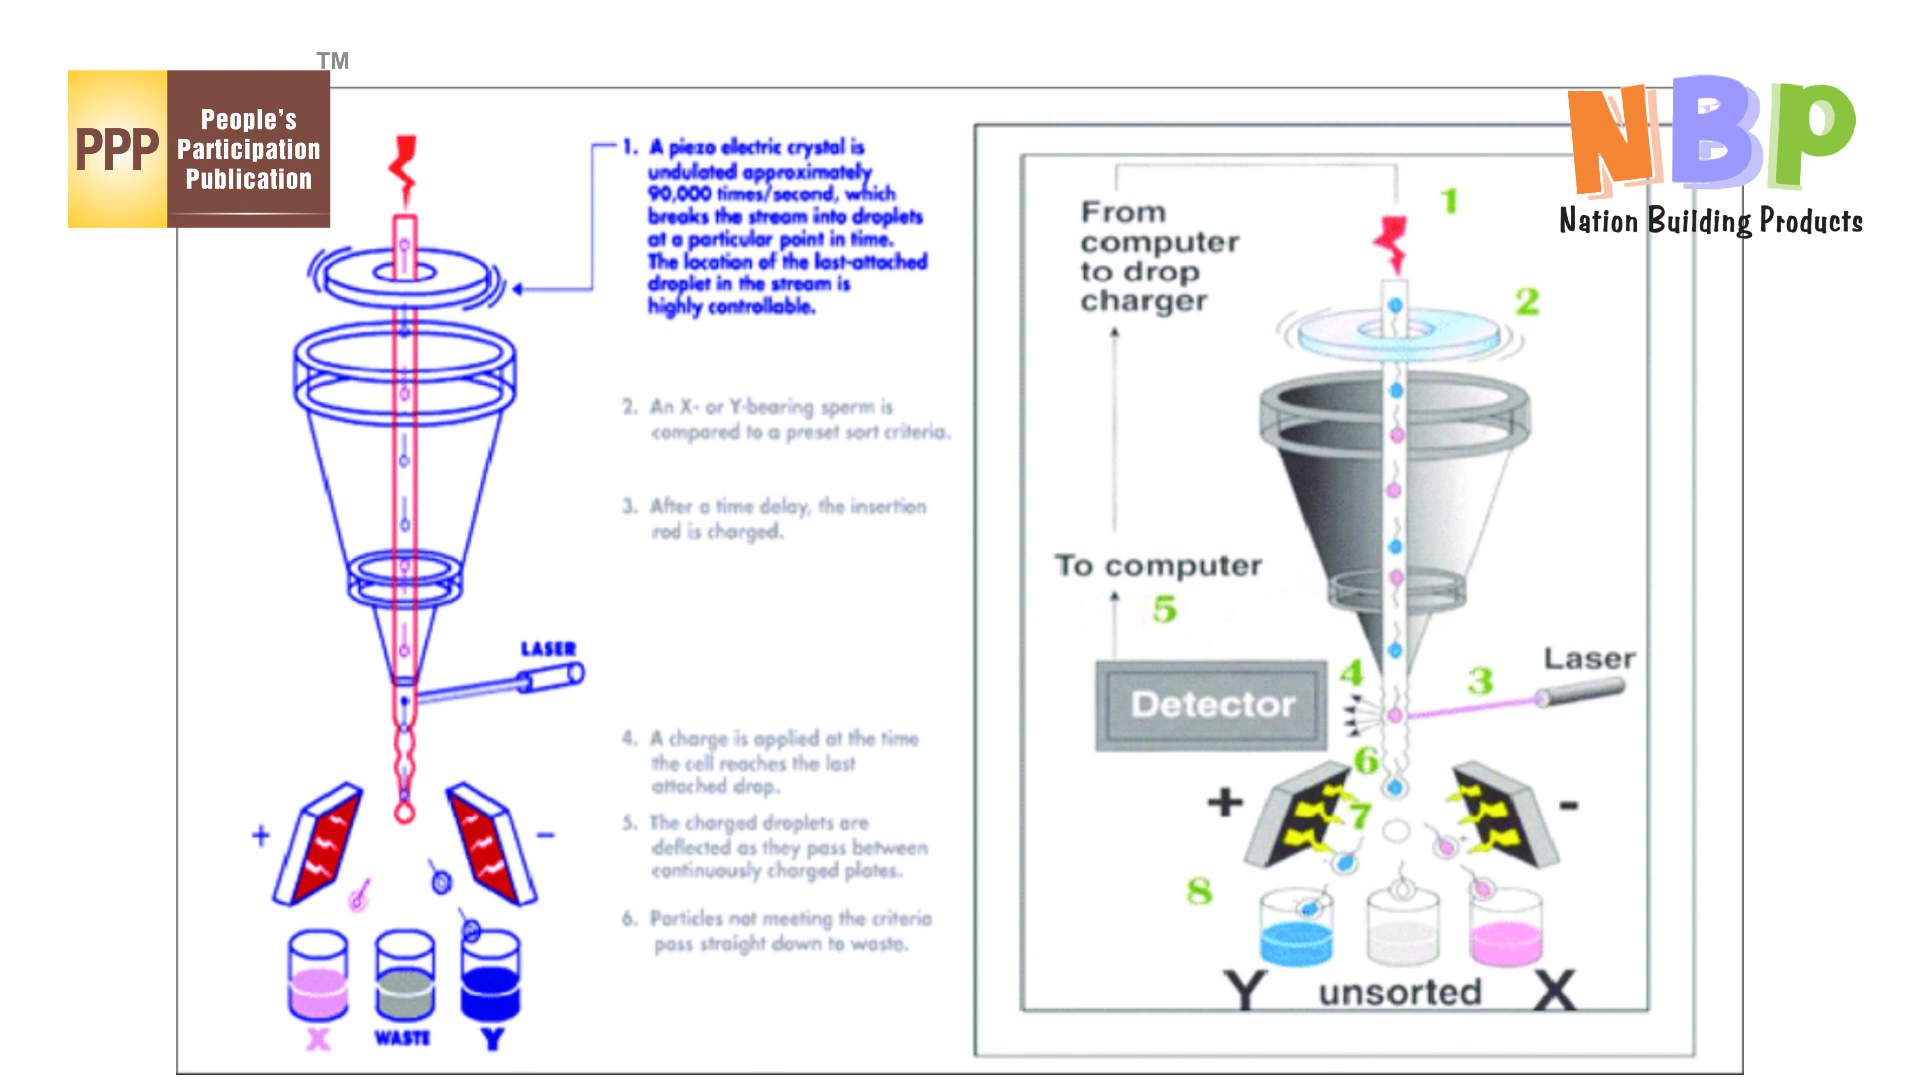 TM
PPP
People's
Participation
Publication
NBP
Nation Building Products
1. A piezo electric crystal is
undulated approximately
90,000 times/second, which
breaks the stream into droplets
at a particular point in time.
The location of the last-attached
droplet in the stream is
highly controllable.
2. An X- or Y-bearing sperm is
compared to a preset sort criteria.
3. After a time delay, the insertion
rod is charged.
LASER
4. A charge is applied at the time
the cell reaches the last
attached drop.
5. The charged droplets are
deflected as they pass between
continuously charged plates.
6. Particles not meeting the criteria
pass straight down to waste.
+
−
X
WASTE
Y
From
computer
to drop
charger
1
2
To computer
5
Detector
4
3
Laser
6
+
7
-
8
Y
unsorted
X